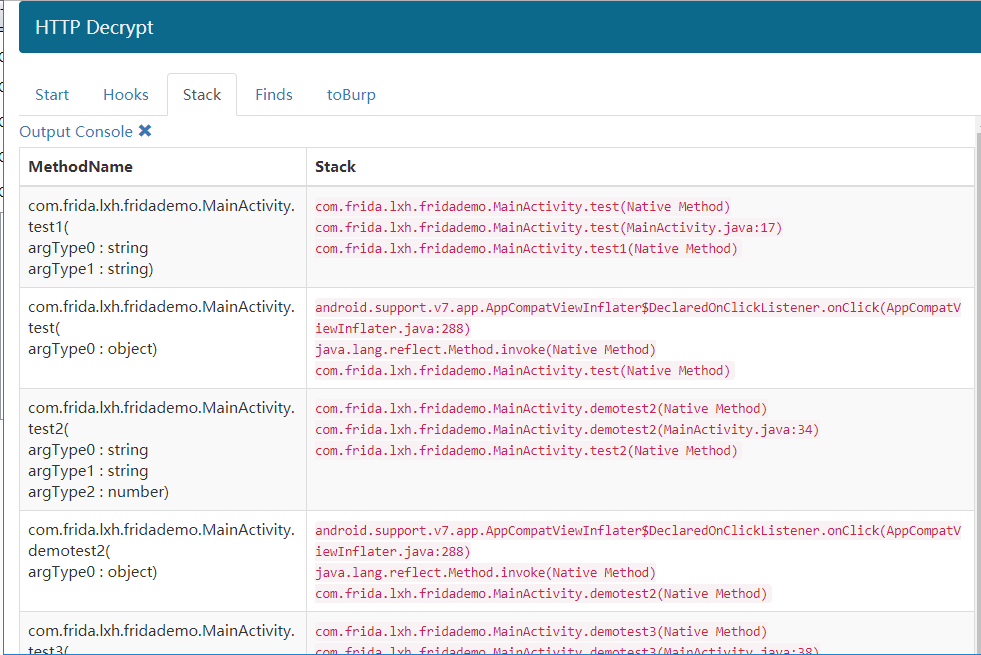 HTTP Decrypt
Start
Hooks
Stack
Finds
toBurp
Output Console ✖
MethodName
Stack
com.frida.lxh.fridademo.MainActivity.
test1(
argType0 : string
argType1 : string)
com.frida.lxh.fridademo.MainActivity.test(Native Method)
com.frida.lxh.fridademo.MainActivity.test(MainActivity.java:17)
com.frida.lxh.fridademo.MainActivity.test1(Native Method)
com.frida.lxh.fridademo.MainActivity.
test(
argType0 : object)
android.support.v7.app.AppCompatViewInflater$DeclaredOnClickListener.onClick(AppCompatV
iewInflater.java:288)
java.lang.reflect.Method.invoke(Native Method)
com.frida.lxh.fridademo.MainActivity.test(Native Method)
com.frida.lxh.fridademo.MainActivity.
test2(
argType0 : string
argType1 : string
argType2 : number)
com.frida.lxh.fridademo.MainActivity.demotest2(Native Method)
com.frida.lxh.fridademo.MainActivity.demotest2(MainActivity.java:34)
com.frida.lxh.fridademo.MainActivity.test2(Native Method)
com.frida.lxh.fridademo.MainActivity.
demotest2(
argType0 : object)
android.support.v7.app.AppCompatViewInflater$DeclaredOnClickListener.onClick(AppCompatV
iewInflater.java:288)
java.lang.reflect.Method.invoke(Native Method)
com.frida.lxh.fridademo.MainActivity.demotest2(Native Method)
com.frida.lxh.fridademo.MainActivity.
test3(
com.frida.lxh.fridademo.MainActivity.demotest3(Native Method)
com.frida.lxh.fridademo.MainActivity.demotest3(MainActivity.java:38)